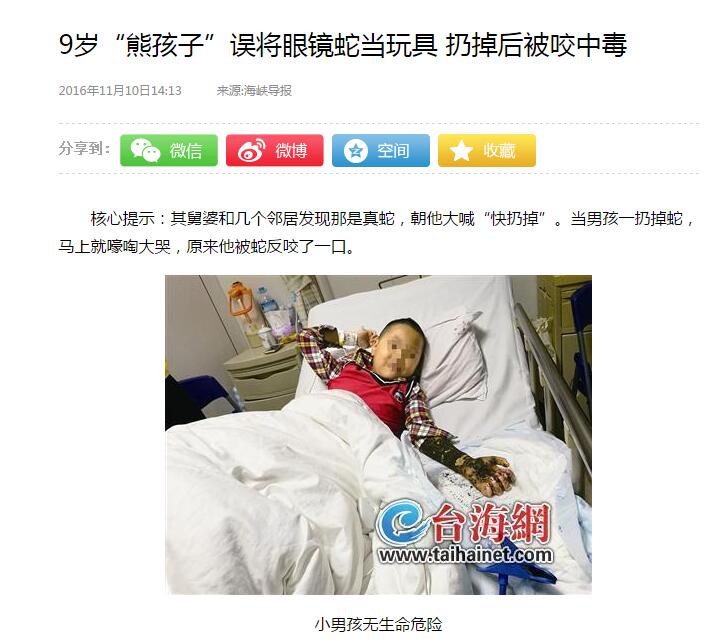 9岁“熊孩子”误将眼镜蛇当玩具 扔掉后被咬中毒
2016年11月10日14:13 来源:海峡导报
分享到: 微信 微博 空间 收藏
核心提示：其舅婆和几个邻居发现那是真蛇，朝他大喊“快扔掉”。当男孩一扔掉蛇，
马上就嚎啕大哭，原来他被蛇反咬了一口。
台海網
www.taihainet.com
小男孩无生命危险